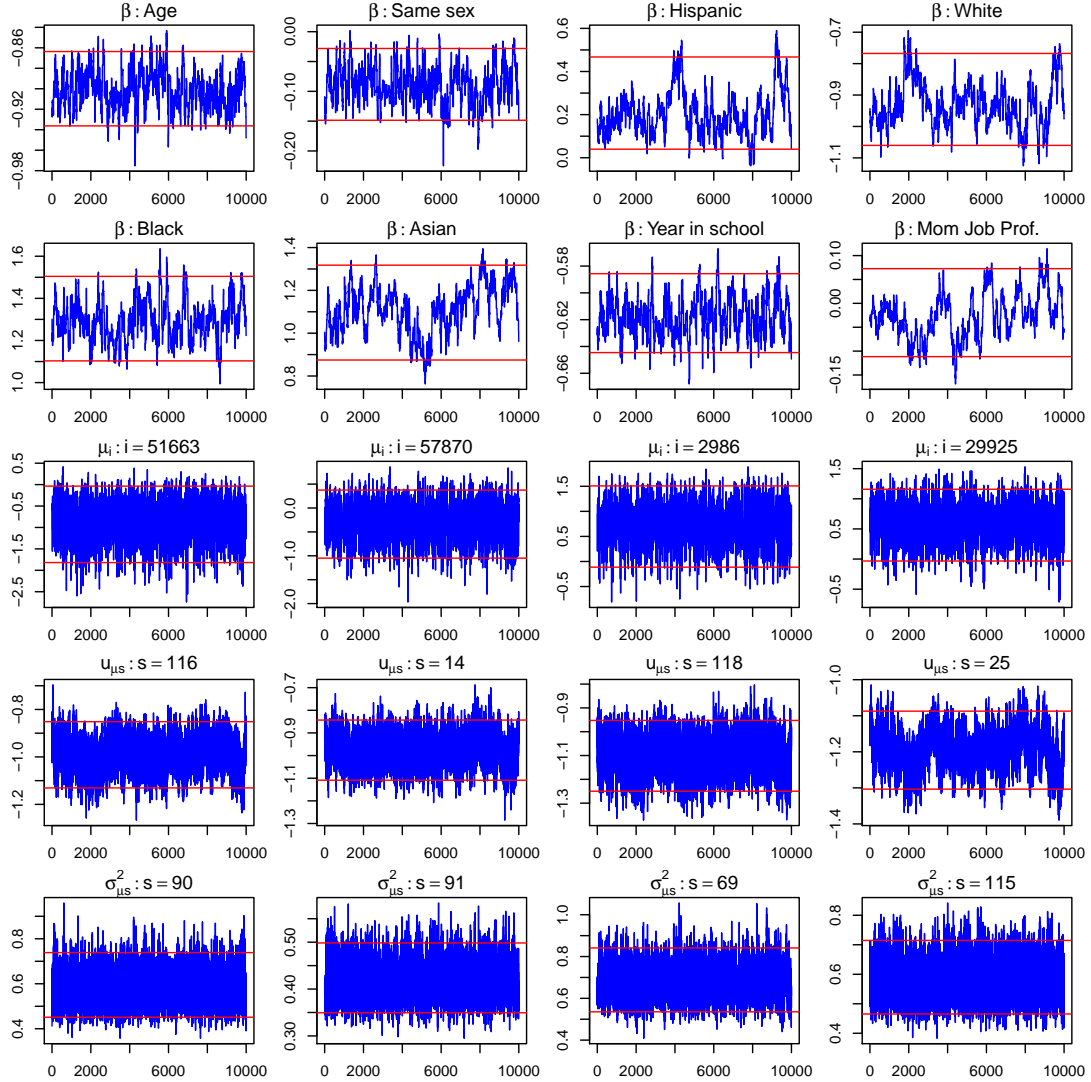 β : Age β : Same sex β : Hispanic β : White
−0.98 −0.92 −0.86 −0.20 −0.10 0.00 0.0 0.2 0.4 0.6 −1.1 −0.9 −0.7
0 2000 6000 10000 0 2000 6000 10000 0 2000 6000 10000 0 2000 6000 10000
β : Black β : Asian β : Year in school β : Mom Job Prof.
1.0 1.2 1.4 1.6 0.8 1.0 1.2 1.4 −0.66 −0.62 −0.58 −0.15 0.00 0.10
0 2000 6000 10000 0 2000 6000 10000 0 2000 6000 10000 0 2000 6000 10000
μi : i = 51663 μi : i = 57870 μi : i = 2986 μi : i = 29925
−2.5 −1.5 −0.5 0.5 −2.0 −1.0 0.0 −0.5 0.5 1.5 −0.5 0.5 1.5
0 2000 6000 10000 0 2000 6000 10000 0 2000 6000 10000 0 2000 6000 10000
uμs : s = 116 uμs : s = 14 uμs : s = 118 uμs : s = 25
−1.2 −1.0 −0.8 −1.3 −1.1 −0.9 −0.7 −1.3 −1.1 −0.9 −1.4 −1.2 −1.0
0 2000 6000 10000 0 2000 6000 10000 0 2000 6000 10000 0 2000 6000 10000
σ²μs : s = 90 σ²μs : s = 91 σ²μs : s = 69 σ²μs : s = 115
0.4 0.6 0.8 0.30 0.40 0.50 0.4 0.6 0.8 1.0 0.4 0.5 0.6 0.7 0.8
0 2000 6000 10000 0 2000 6000 10000 0 2000 6000 10000 0 2000 6000 10000